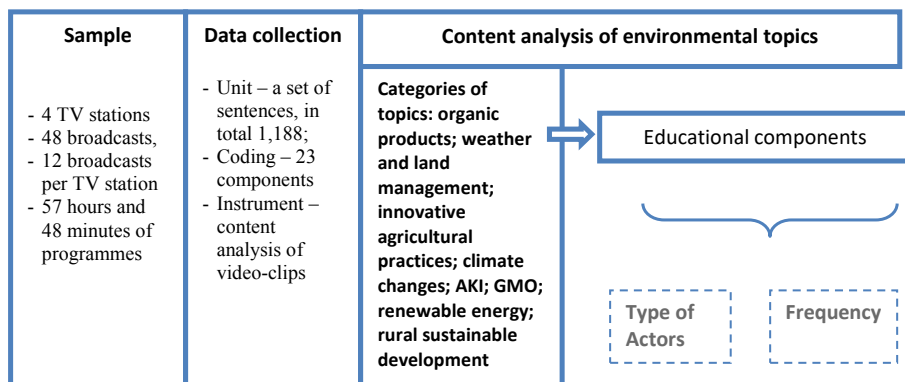 Sample
Data collection
Content analysis of environmental topics
- 4 TV stations
- 48 broadcasts,
- 12 broadcasts
per TV station
- 57 hours and
48 minutes of
programmes
- Unit – a set of
sentences, in
total 1,188;
- Coding – 23
components
- Instrument –
content
analysis of
video-clips
Categories of
topics: organic
products; weather
and land
management;
innovative
agricultural
practices; climate
changes; AKI; GMO;
renewable energy;
rural sustainable
development
Educational components
Type of
Actors
Frequency